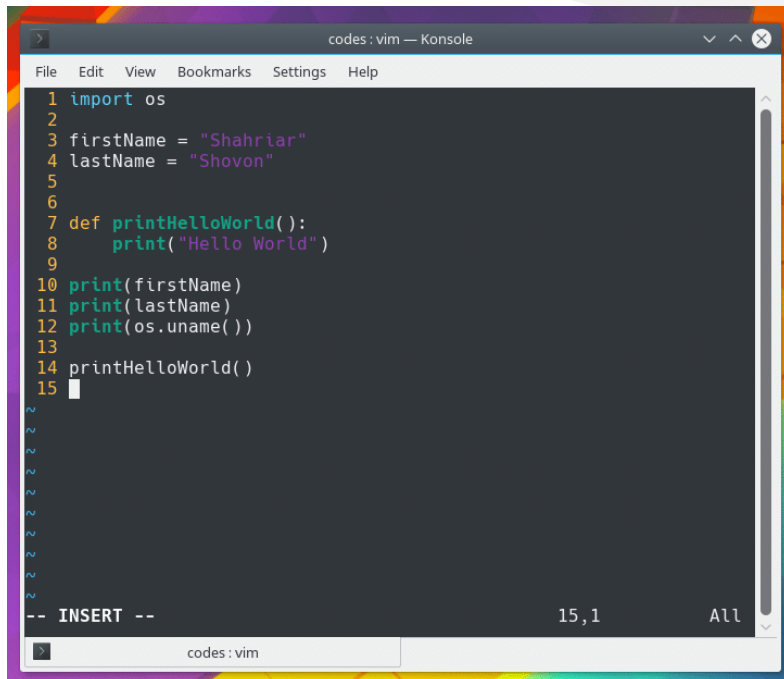 codes : vim — Konsole
File Edit View Bookmarks Settings Help
1 import os
2
3 firstName = "Shahriar"
4 lastName = "Shovon"
5
6
7 def printHelloWorld():
8     print("Hello World")
9
10 print(firstName)
11 print(lastName)
12 print(os.uname())
13
14 printHelloWorld()
15
~
~
~
~
~
~
~
~
~
~
-- INSERT -- 15,1 All
codes : vim